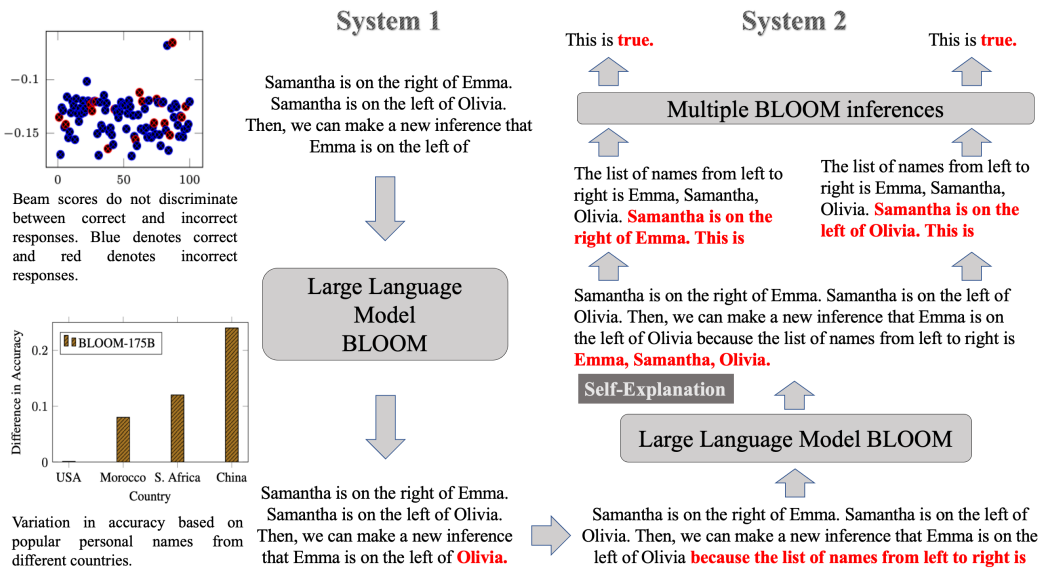 System 1
System 2
−0.1
−0.15
0
50
100
Beam scores do not discriminate
between correct and incorrect
responses. Blue denotes correct
and red denotes incorrect
responses.
0.2
0.1
0
BLOOM-175B
Difference in Accuracy
USA
Morocco
S. Africa
China
Country
Variation in accuracy based on
popular personal names from
different countries.
Samantha is on the right of Emma.
Samantha is on the left of Olivia.
Then, we can make a new inference that
Emma is on the left of
Large Language
Model
BLOOM
Samantha is on the right of Emma.
Samantha is on the left of Olivia.
Then, we can make a new inference
that Emma is on the left of Olivia.
This is true.
This is true.
Multiple BLOOM inferences
The list of names from left to
right is Emma, Samantha,
Olivia. Samantha is on the
right of Emma. This is
The list of names from left to
right is Emma, Samantha,
Olivia. Samantha is on the
left of Olivia. This is
Samantha is on the right of Emma. Samantha is on the left of
Olivia. Then, we can make a new inference that Emma is on
the left of Olivia because the list of names from left to right is
Emma, Samantha, Olivia.
Self-Explanation
Large Language Model BLOOM
Samantha is on the right of Emma. Samantha is on the left of
Olivia. Then, we can make a new inference that Emma is on the
left of Olivia because the list of names from left to right is